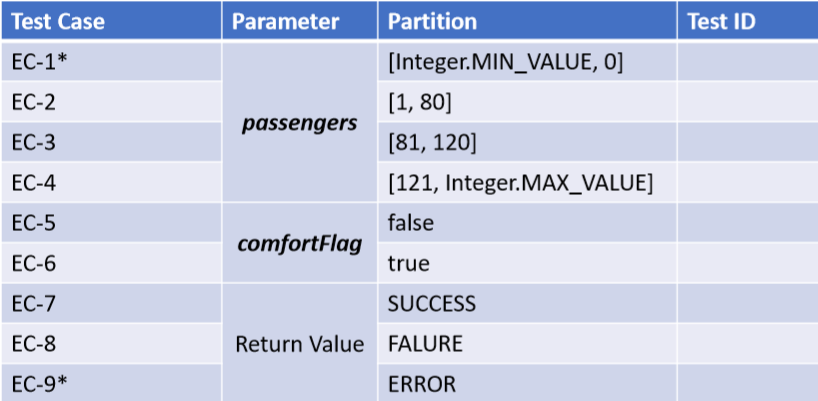 Test Case Parameter Partition Test ID
EC-1* [Integer.MIN_VALUE, 0]
EC-2 [1, 80]
passengers
EC-3 [81, 120]
EC-4 [121, Integer.MAX_VALUE]
EC-5 false
comfortFlag
EC-6 true
EC-7 SUCCESS
EC-8 Return Value FALURE
EC-9* ERROR